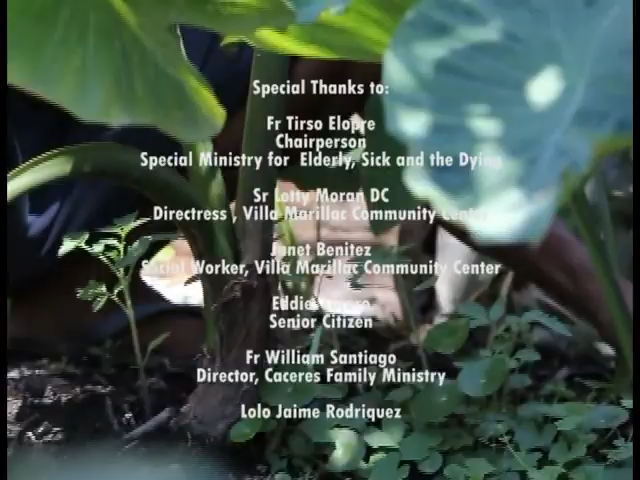 Special Thanks to:
Fr Tirso Elopre
Chairperson
Special Ministry for Elderly, Sick and the Dying
Sr Lotty Moran DC
Directress , Villa Marillac Community Center
Janet Benitez
Social Worker, Villa Marillac Community Center
Eddie
Senior Citizen
Fr William Santiago
Director, Caceres Family Ministry
Lolo Jaime Rodriquez